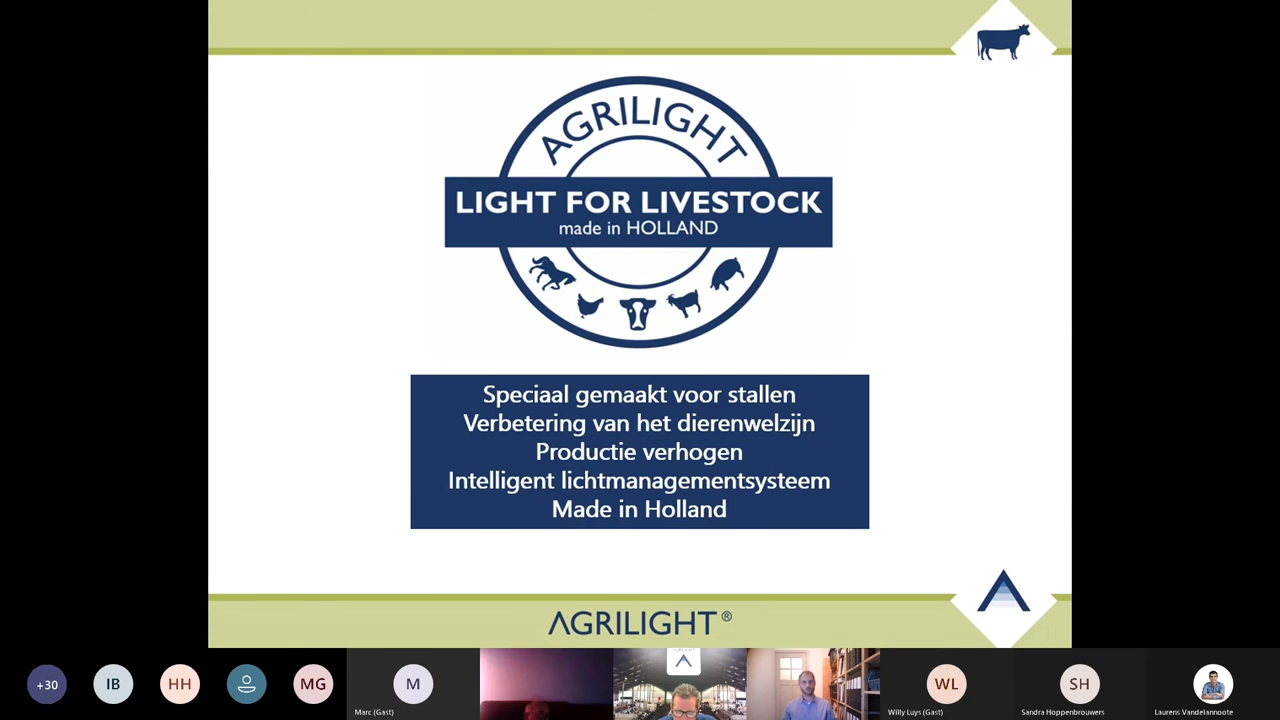 AGRILIGHT
LIGHT FOR LIVESTOCK
made in HOLLAND
Speciaal gemaakt voor stallen
Verbetering van het dierenwelzijn
Productie verhogen
Intelligent lichtmanagementsysteem
Made in Holland
AGRILIGHT®
+30
IB
HH
MG
M
WL
SH
Marc (Gast)
Willy Luys (Gast)
Sandra Hoppenbrouwers
Laurens Vandelannoote